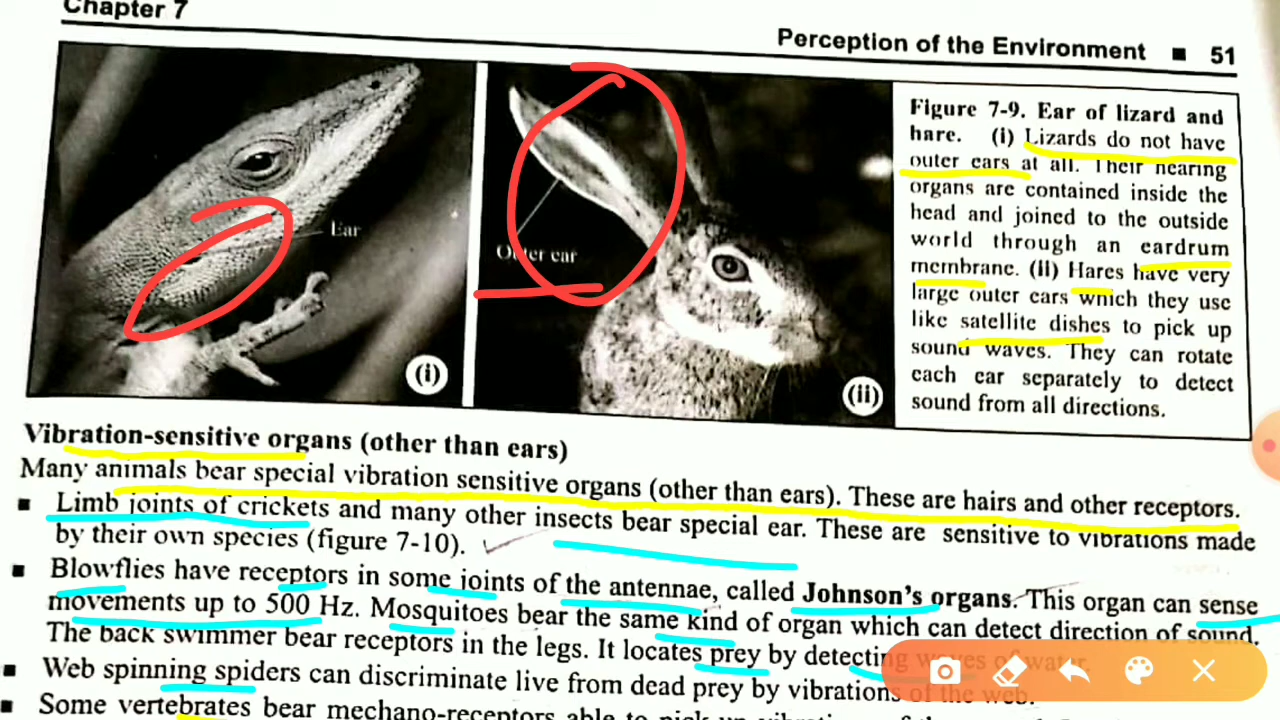 Chapter 7
Perception of the Environment ■ 51
Ear
(i)
Outer ear
(ii)
Figure 7-9. Ear of lizard and
hare. (i) Lizards do not have
outer ears at all. Their hearing
organs are contained inside the
head and joined to the outside
world through an eardrum
membrane. (ii) Hares have very
large outer ears which they use
like satellite dishes to pick up
sound waves. They can rotate
each ear separately to detect
sound from all directions.
Vibration-sensitive organs (other than ears)
Many animals bear special vibration sensitive organs (other than ears). These are hairs and other receptors.
■ Limb joints of crickets and many other insects bear special ear. These are sensitive to vibrations made
by their own species (figure 7-10).
■ Blowflies have receptors in some joints of the antennae, called Johnson's organs. This organ can sense
movements up to 500 Hz. Mosquitoes bear the same kind of organ which can detect direction of sound.
The back swimmer bear receptors in the legs. It locates prey by detecting waves of water.
■ Web spinning spiders can discriminate live from dead prey by vibrations of the web.
■ Some vertebrates bear mechano-receptors able to pick up